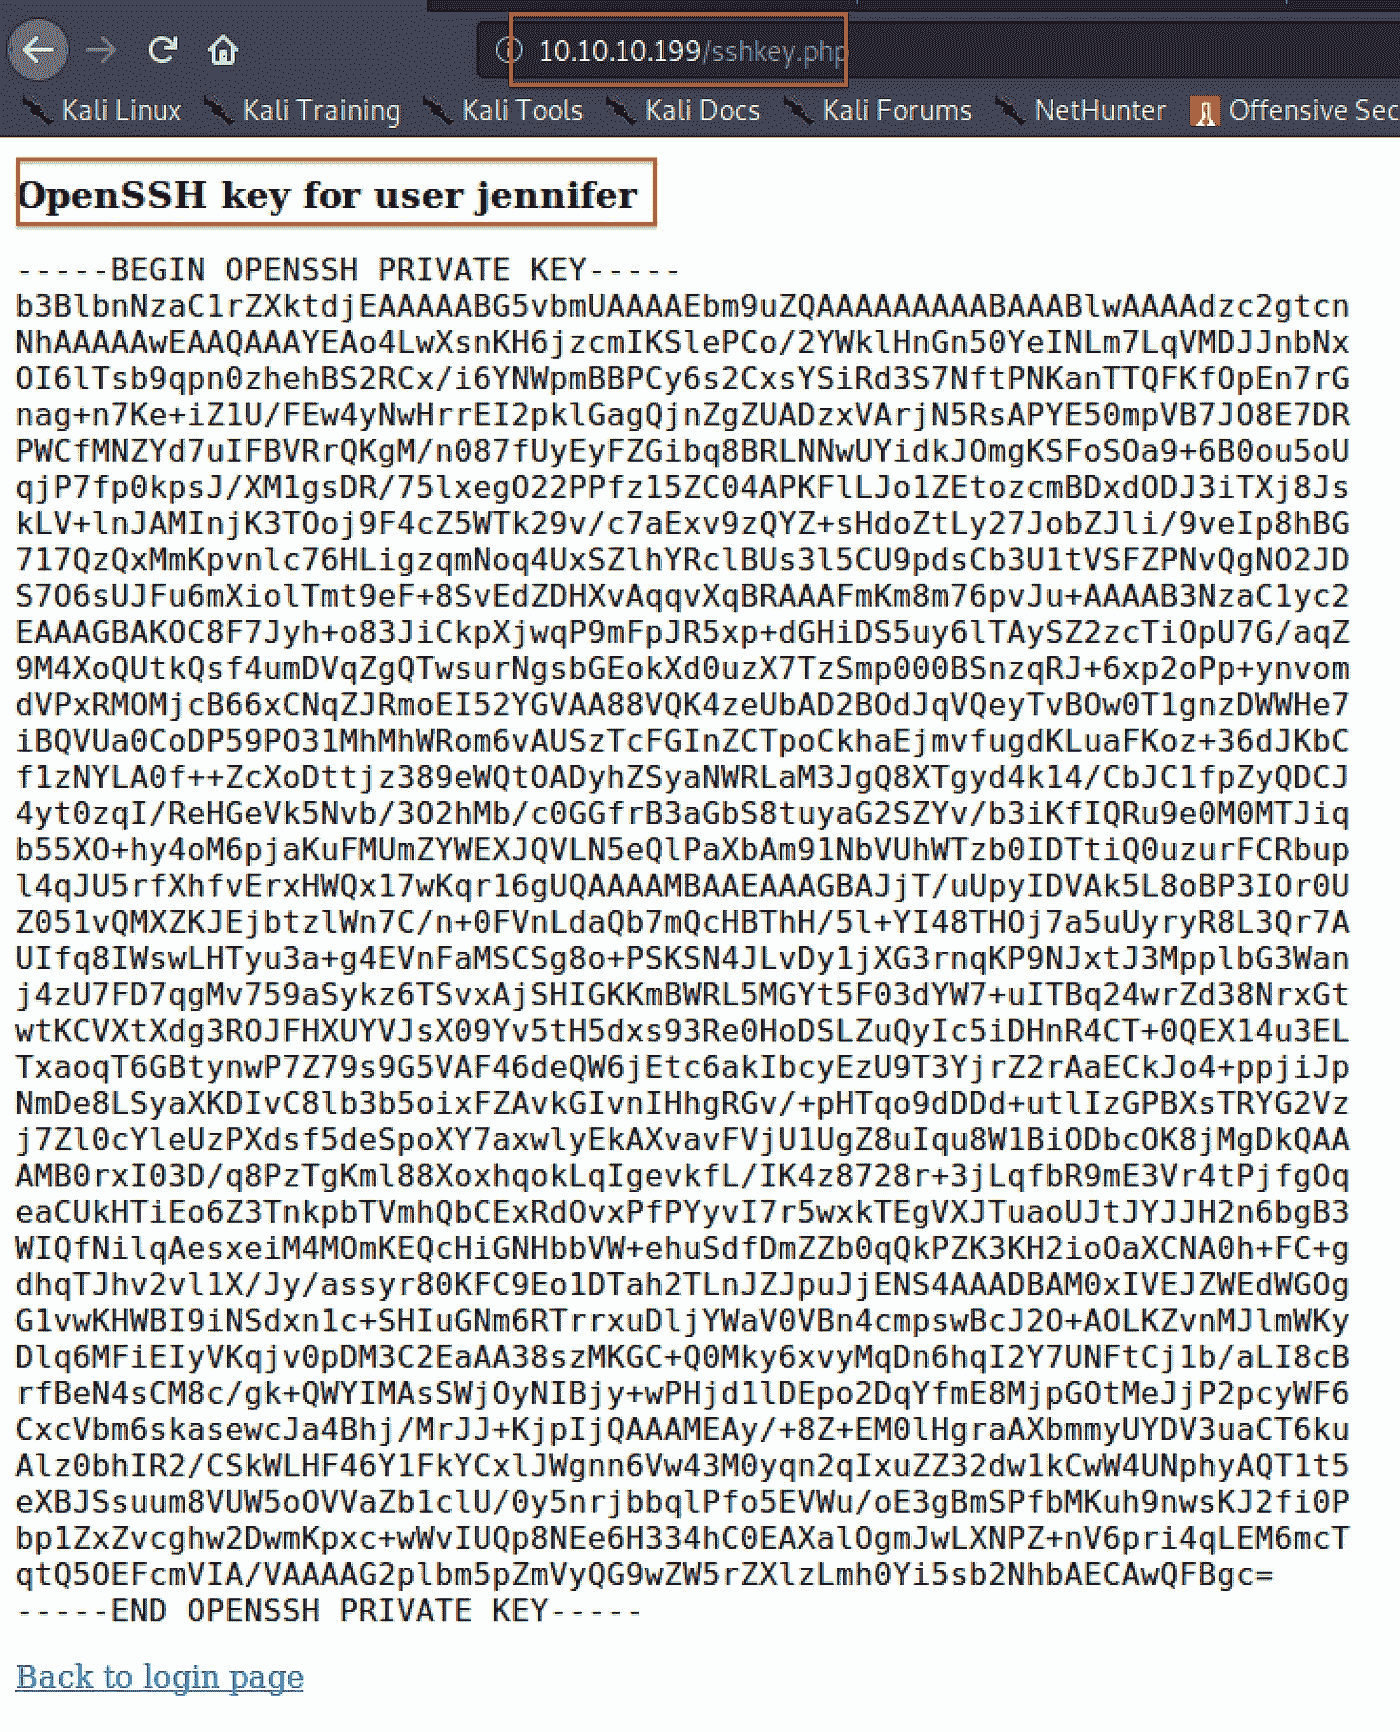 10.10.10.199/sshkey.php
Kali Linux Kali Training Kali Tools Kali Docs Kali Forums NetHunter Offensive Sec
OpenSSH key for user jennifer
-----BEGIN OPENSSH PRIVATE KEY-----
b3BlbnNzaC1rZXktdjEAAAAABG5vbmUAAAAEbm9uZQAAAAAAAAABAAABlwAAAAdzc2gtcn
NhAAAAAwEAAQAAAYEAo4LwXsnKH6jzcmIKSlePCo/2YWklHnGn50YeINLm7LqVMDJJnbNx
OI6lTsb9qpn0zhehBS2RCx/i6YNWpmBBPCy6s2CxsYSiRd3S7NftPNKanTTQFKfOpEn7rG
nag+n7Ke+iZ1U/FEw4yNwHrrEI2pklGagQjnZgZUADzxVArjN5RsAPYE50mpVB7JO8E7DR
PWCfMNZYd7uIFBVRrQKgM/n087fUyEyFZGibq8BRLNNwUYidkJOmgKSFoSOa9+6B0ou5oU
qjP7fp0kpsJ/XM1gsDR/75lxegO22PPfz15ZC04APKFlLJo1ZEtozcmBDxdODJ3iTXj8Js
kLV+lnJAMInjK3TOoj9F4cZ5WTk29v/c7aExv9zQYZ+sHdoZtLy27JobZJli/9veIp8hBG
717QzQxMmKpvnlc76HLigzqmNoq4UxSZlhYRclBUs3l5CU9pdsCb3U1tVSFZPNvQgNO2JD
S7O6sUJFu6mXiolTmt9eF+8SvEdZDHXvAqqvXqBRAAAFmKm8m76pvJu+AAAAB3NzaC1yc2
EAAAGBAKOC8F7Jyh+o83JiCkpXjwqP9mFpJR5xp+dGHiDS5uy6lTAySZ2zcTiOpU7G/aqZ
9M4XoQUtkQsf4umDVqZgQTwsurNgsbGEokXd0uzX7TzSmp000BSnzqRJ+6xp2oPp+ynvom
dVPxRMOMjcB66xCNqZJRmoEI52YGVAA88VQK4zeUbAD2BOdJqVQeyTvBOw0T1gnzDWWHe7
iBQVUa0CoDP59PO31MhMhWRom6vAUSzTcFGInZCTpoCkhaEjmvfugdKLuaFKoz+36dJKbC
f1zNYLA0f++ZcXoDttjz389eWQtOADyhZSyaNWRLaM3JgQ8XTgyd4k14/CbJC1fpZyQDCJ
4yt0zqI/ReHGeVk5Nvb/3O2hMb/c0GGfrB3aGbS8tuyaG2SZYv/b3iKfIQRu9e0M0MTJiq
b55XO+hy4oM6pjaKuFMUmZYWEXJQVLN5eQlPaXbAm91NbVUhWTzb0IDTtiQ0uzurFCRbup
l4qJU5rfXhfvErxHWQx17wKqr16gUQAAAAMBAAEAAAGBAJjT/uUpyIDVAk5L8oBP3IOr0U
Z051vQMXZKJEjbtzlWn7C/n+0FVnLdaQb7mQcHBThH/5l+YI48THOj7a5uUyryR8L3Qr7A
UIfq8IWswLHTyu3a+g4EVnFaMSCSg8o+PSKSN4JLvDy1jXG3rnqKP9NJxtJ3MpplbG3Wan
j4zU7FD7qgMv759aSykz6TSvxAjSHIGKKmBWRL5MGYt5F03dYW7+uITBq24wrZd38NrxGt
wtKCVXtXdg3ROJFHXUYVJsX09Yv5tH5dxs93Re0HoDSLZuQyIc5iDHnR4CT+0QEX14u3EL
TxaoqT6GBtynwP7Z79s9G5VAF46deQW6jEtc6akIbcyEzU9T3YjrZ2rAaECkJo4+ppjiJp
NmDe8LSyaXKDIvC8lb3b5oixFZAvkGIvnIHhgRGv/+pHTqo9dDDd+utlIzGPBXsTRYG2Vz
j7Zl0cYleUzPXdsf5deSpoXY7axwlyEkAXvavFVjU1UgZ8uIqu8W1BiODbcOK8jMgDkQAA
AMB0rxI03D/q8PzTgKml88XoxhqokLqIgevkfL/IK4z8728r+3jLqfbR9mE3Vr4tPjfgOq
eaCUkHTiEo6Z3TnkpbTVmhQbCExRdOvxPfPYyvI7r5wxkTEgVXJTuaoUJtJYJJH2n6bgB3
WIQfNilqAesxeiM4MOmKEQcHiGNHbbVW+ehuSdfDmZZb0qQkPZK3KH2ioOaXCNA0h+FC+g
dhqTJhv2vl1X/Jy/assyr80KFC9Eo1DTah2TLnJZJpuJjENS4AAADBAM0xIVEJZWEdWGOg
G1vwKHWBI9iNSdxn1c+SHIuGNm6RTrrxuDljYWaV0VBn4cmpswBcJ2O+AOLKZvnMJlmWKy
Dlq6MFiEIyVKqjv0pDM3C2EaAA38szMKGC+Q0Mky6xvyMqDn6hqI2Y7UNFtCj1b/aLI8cB
rfBeN4sCM8c/gk+QWYIMAsSWjOyNIBjy+wPHjd1lDEpo2DqYfmE8MjpGOtMeJjP2pcyWF6
CxcVbm6skasewcJa4Bhj/MrJJ+KjpIjQAAAMEAy/+8Z+EM0lHgraAXbmmyUYDV3uaCT6ku
Alz0bhIR2/CSkWLHF46Y1FkYCxlJWgnn6Vw43M0yqn2qIxuZZ32dw1kCwW4UNphyAQT1t5
eXBJSsuum8VUW5oOVVaZb1clU/0y5nrjbbqlPfo5EVWu/oE3gBmSPfbMKuh9nwsKJ2fi0P
bp1ZxZvcghw2DwmKpxc+wWvIUQp8NEe6H334hC0EAXalOgmJwLXNPZ+nV6pri4qLEM6mcT
qtQ5OEFcmVIA/VAAAAG2plbm5pZmVyQG9wZW5rZXlzLmh0Yi5sb2NhbAECAwQFBgc=
-----END OPENSSH PRIVATE KEY-----
Back to login page